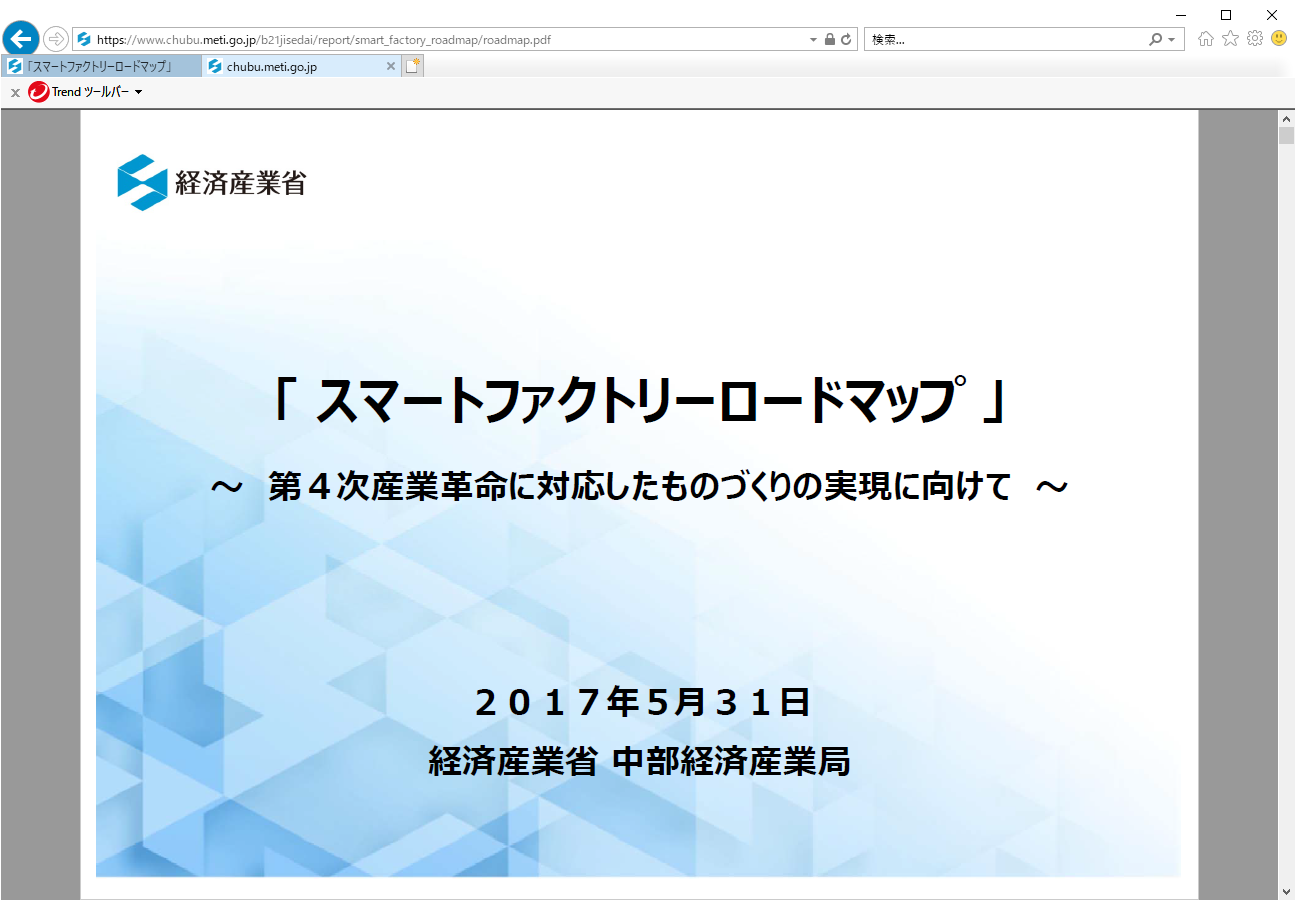 https://www.chubu.meti.go.jp/b21jisedai/report/smart_factory_roadmap/roadmap.pdf
検索...
「スマートファクトリーロードマップ」
chubu.meti.go.jp
Trend ツールバー
経済産業省
「 スマートファクトリーロードマップ 」
～ 第４次産業革命に対応したものづくりの実現に向けて ～
２０１７年５月３１日
経済産業省 中部経済産業局